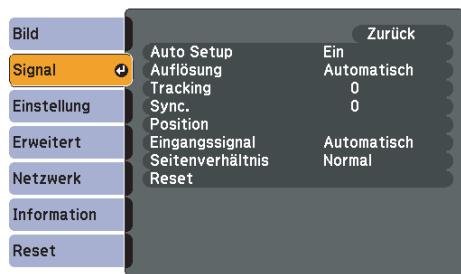 Bild
Signal
Einstellung
Erweitert
Netzwerk
Information
Reset
Zurück
Auto Setup Ein
Auflösung Automatisch
Tracking 0
Sync. 0
Position
Eingangssignal Automatisch
Seitenverhältnis Normal
Reset